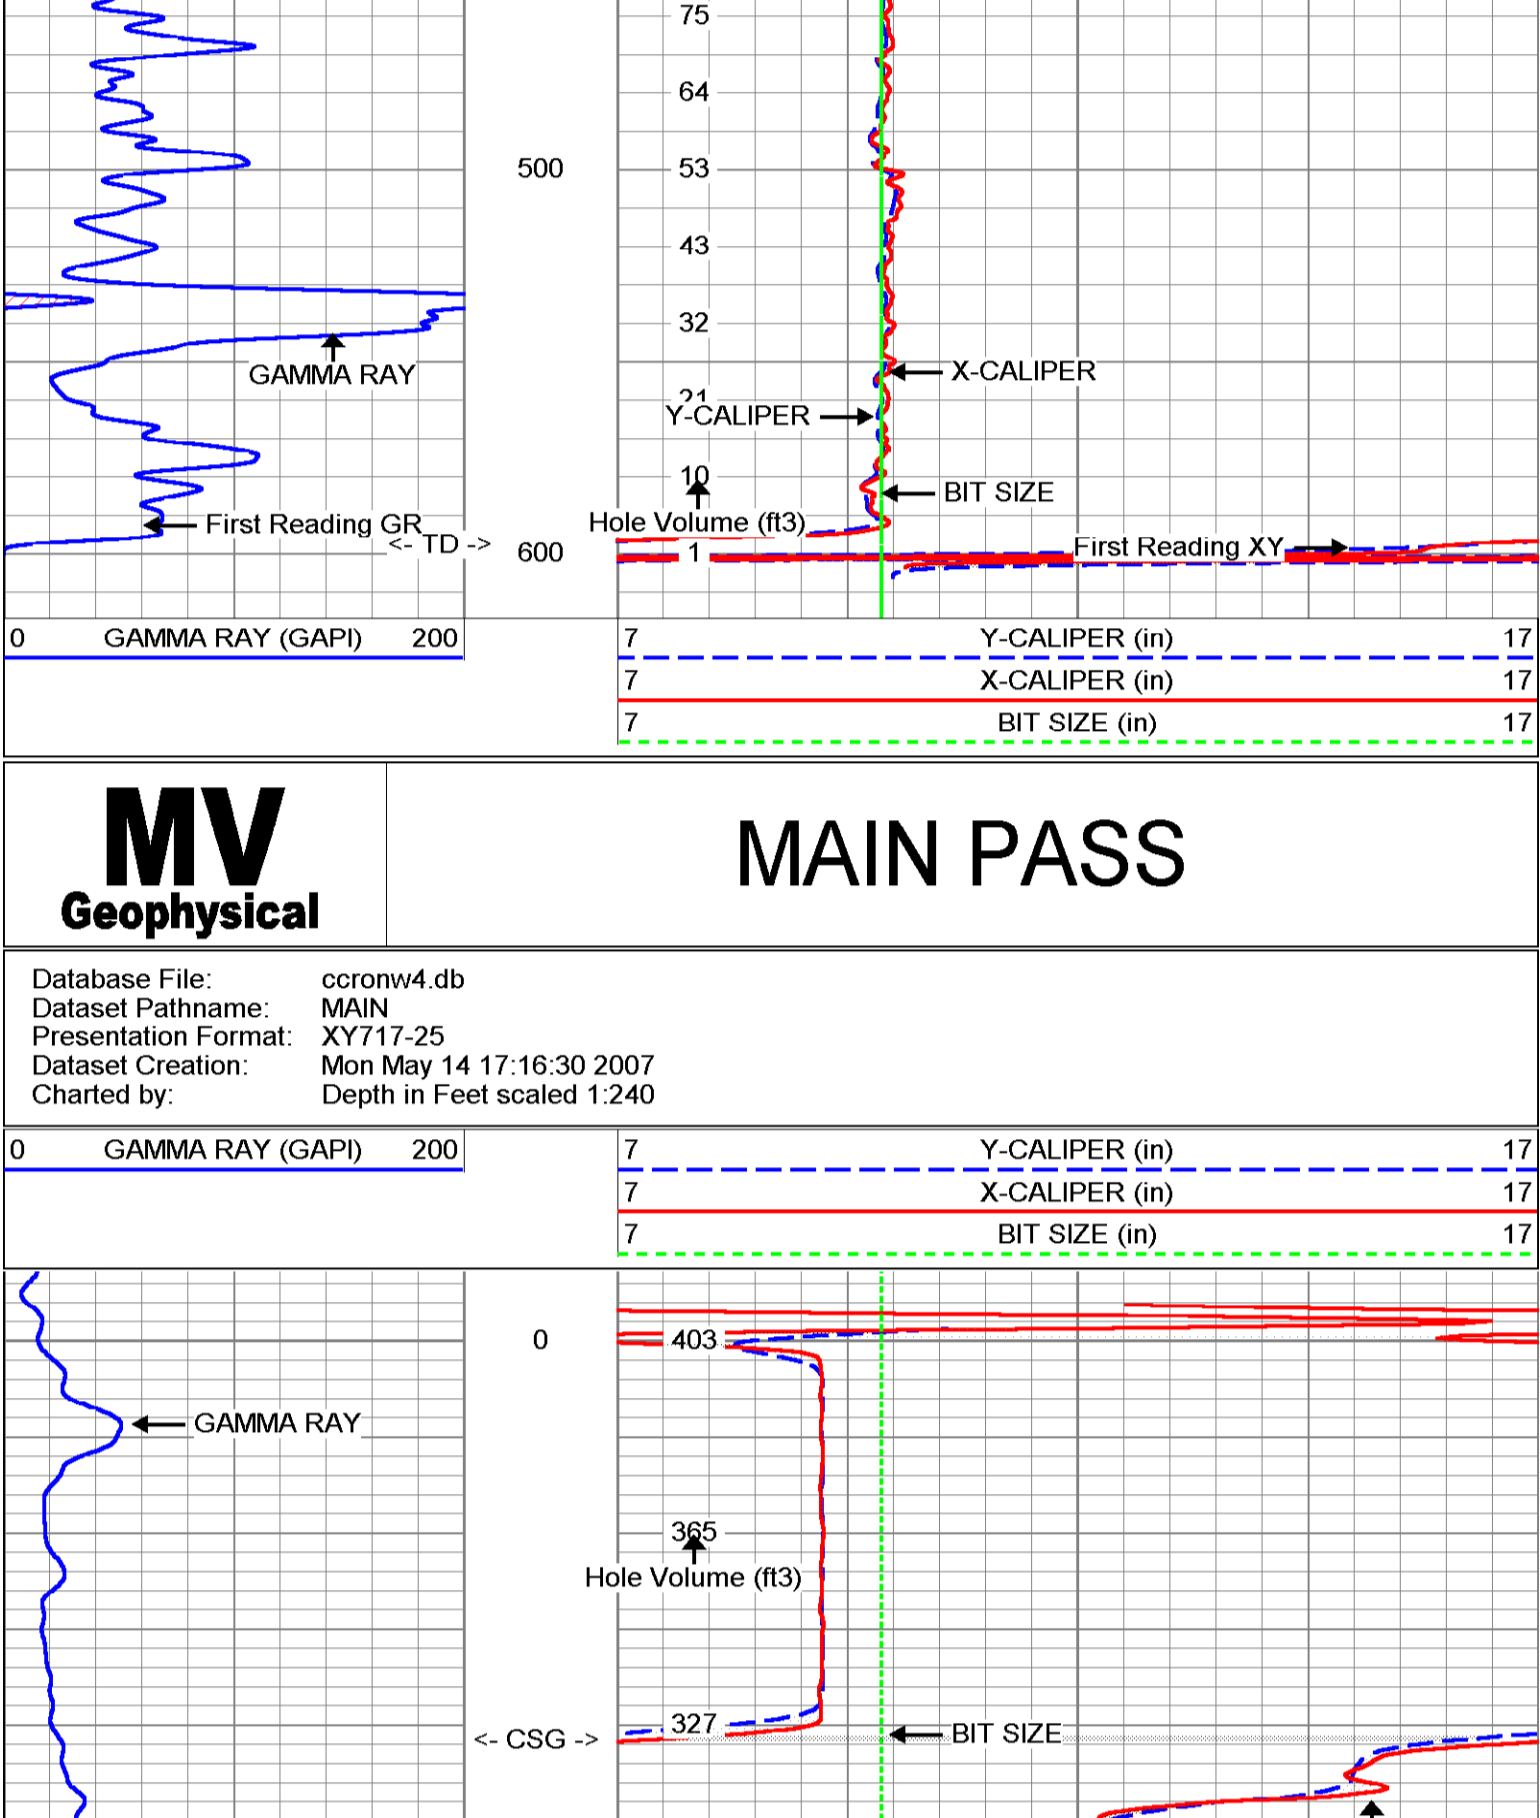 75
64
500 53
43
32
GAMMA RAY X-CALIPER
21
Y-CALIPER
10
BIT SIZE
First Reading GR Hole Volume (ft3)
<- TD -> First Reading XY
600 1
0 GAMMA RAY (GAPI) 200 7 Y-CALIPER (in) 17
7 X-CALIPER (in) 17
7 BIT SIZE (in) 17
MV
Geophysical
MAIN PASS
Database File: ccronw4.db
Dataset Pathname: MAIN
Presentation Format: XY717-25
Dataset Creation: Mon May 14 17:16:30 2007
Charted by: Depth in Feet scaled 1:240
0 GAMMA RAY (GAPI) 200 7 Y-CALIPER (in) 17
7 X-CALIPER (in) 17
7 BIT SIZE (in) 17
0 403
GAMMA RAY
365
Hole Volume (ft3)
327
<- CSG -> BIT SIZE